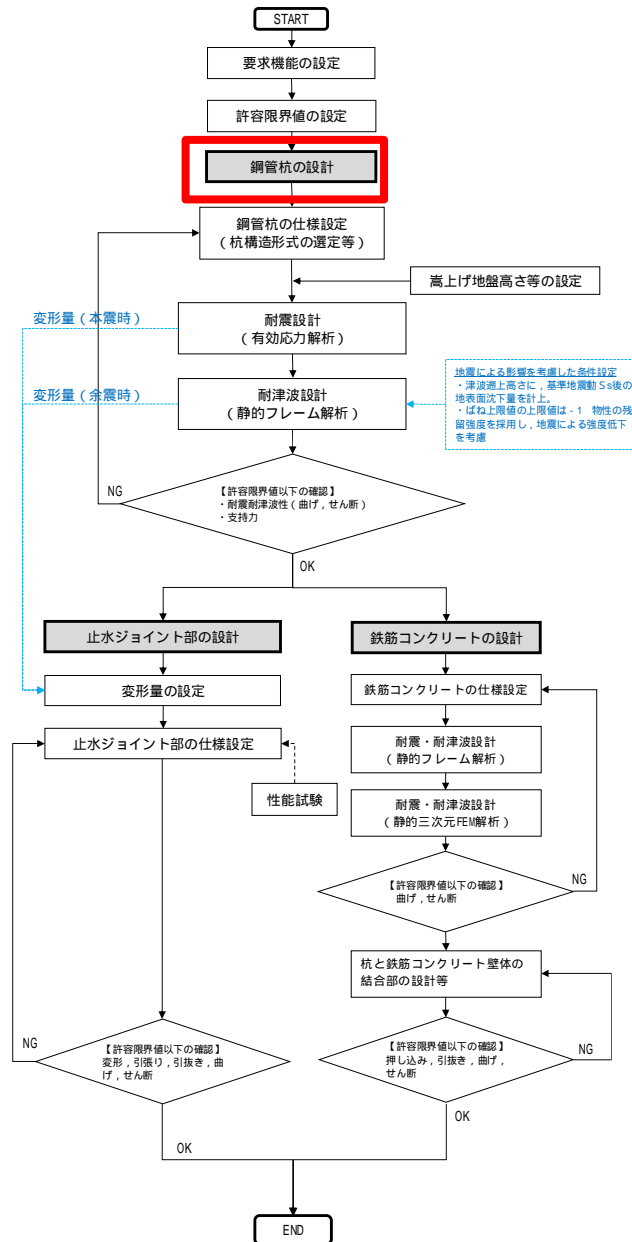 START
要求機能の設定
許容限界値の設定
鋼管杭の設計
鋼管杭の仕様設定
(杭構造形式の選定等)
嵩上げ地盤高さ等の設定
変形量(本震時)
耐震設計
(有効応力解析)
変形量(余震時)
耐津波設計
(静的フレーム解析)
地震による影響を考慮した条件設定
・津波遡上高さに,基準地震動Ss後の
地表面沈下量を計上。
・ばね上限値の上限値は-1 物性の残
留強度を採用し,地震による強度低下
を考慮
NG
【許容限界値以下の確認】
・耐震耐津波性(曲げ,せん断)
・支持力
OK
止水ジョイント部の設計
鉄筋コンクリートの設計
変形量の設定
鉄筋コンクリートの仕様設定
止水ジョイント部の仕様設定
耐震・耐津波設計
(静的フレーム解析)
性能試験
耐震・耐津波設計
(静的三次元FEM解析)
【許容限界値以下の確認】
曲げ,せん断
NG
杭と鉄筋コンクリート壁体の
結合部の設計等
NG
【許容限界値以下の確認】
変形,引張り,引抜き,曲
げ,せん断
【許容限界値以下の確認】
押し込み,引抜き,曲げ,
せん断
NG
OK
OK
END